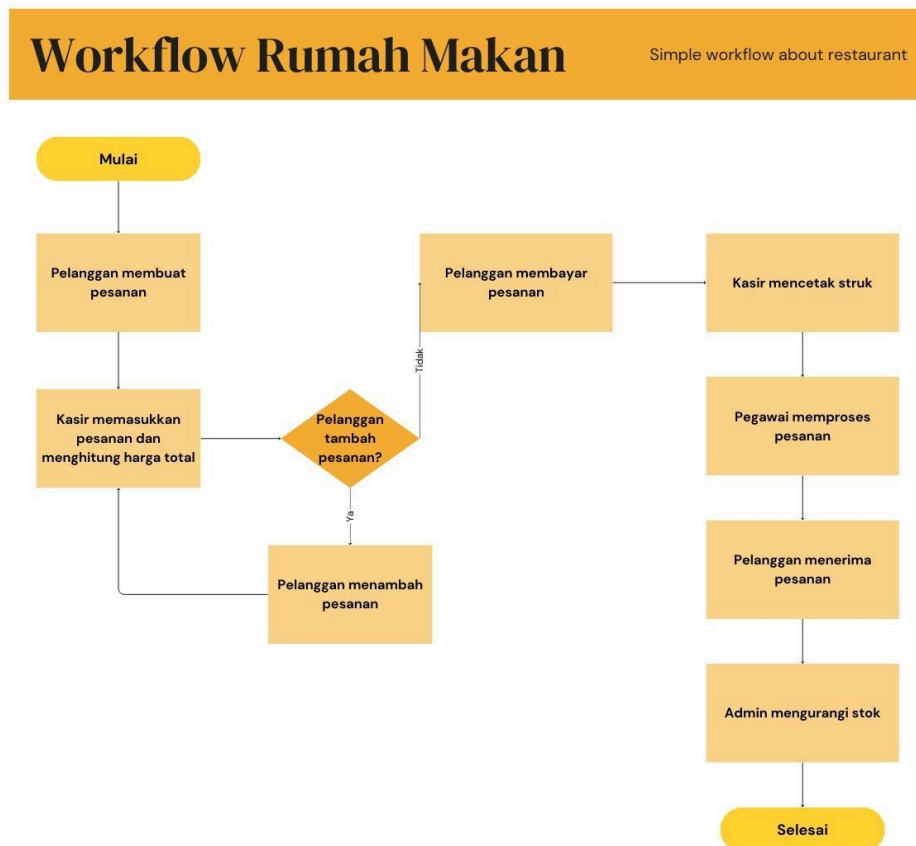 Workflow Rumah Makan
Simple workflow about restaurant
Mulai
Pelanggan membuat
pesanan
Kasir memasukkan
pesanan dan
menghitung harga total
Pelanggan
tambah
pesanan?
Ya
Pelanggan menambah
pesanan
Tidak
Pelanggan membayar
pesanan
Kasir mencetak struk
Pegawai memproses
pesanan
Pelanggan menerima
pesanan
Admin mengurangi stok
Selesai